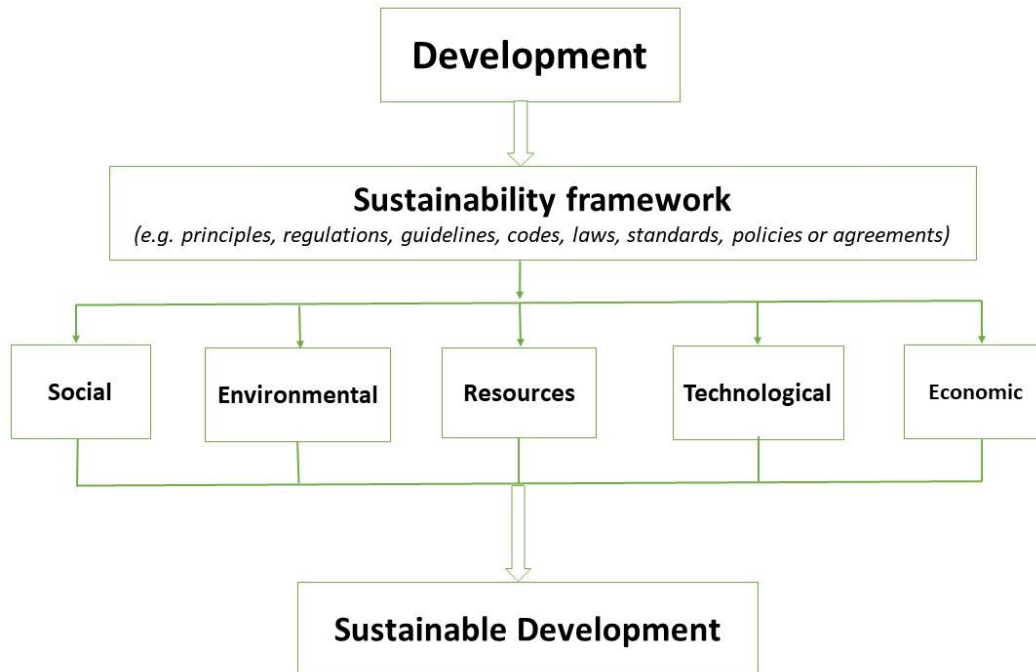 Development
Sustainability framework
(e.g. principles, regulations, guidelines, codes, laws, standards, policies or agreements)
Social
Environmental
Resources
Technological
Economic
Sustainable Development